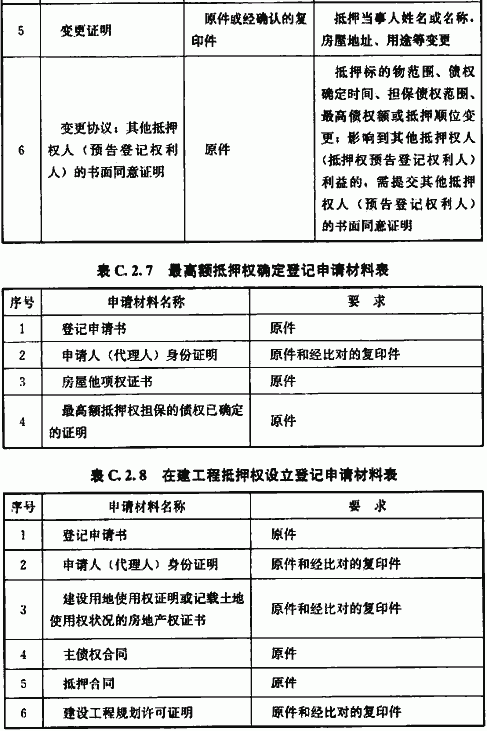 5 变更证明 原件或经确认的复印件 抵押当事人姓名或名称、房屋地址、用途等变更
6 变更协议；其他抵押权人（预告登记权利人）的书面同意证明 原件 抵押标的物范围、债权确定时间、担保债权范围、最高债权额或抵押顺位变更；影响到其他抵押权人（抵押权预告登记权利人）利益的，需提交其他抵押权人（预告登记权利人）的书面同意证明
表 C.2.7 最高额抵押权确定登记申请材料表
序号 申请材料名称 要 求
1 登记申请书 原件
2 申请人（代理人）身份证明 原件和经比对的复印件
3 房屋他项权证书 原件
4 最高额抵押权担保的债权已确定的证明 原件
表 C.2.8 在建工程抵押权设立登记申请材料表
序号 申请材料名称 要 求
1 登记申请书 原件
2 申请人（代理人）身份证明 原件和经比对的复印件
3 建设用地使用权证明或记载土地使用权状况的房地产权证书 原件和经比对的复印件
4 主债权合同 原件
5 抵押合同 原件
6 建设工程规划许可证明 原件和经比对的复印件